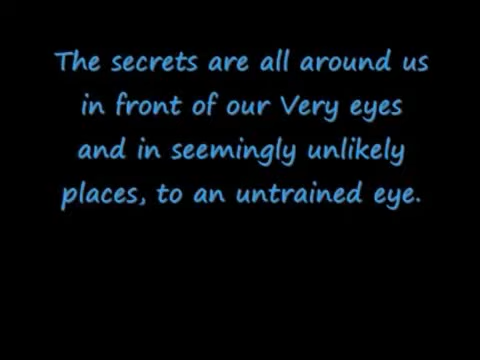 The secrets are all around us
in front of our Very eyes
and in seemingly unlikely
places, to an untrained eye.